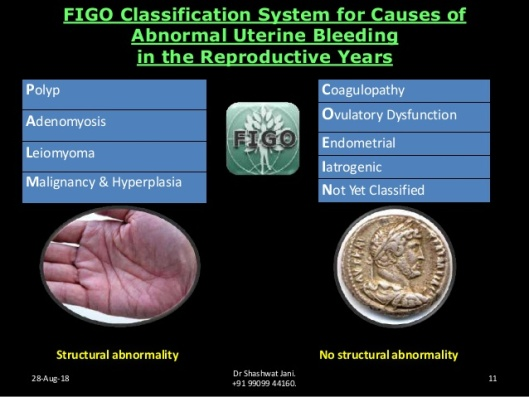 FIGO Classification System for Causes of
Abnormal Uterine Bleeding
in the Reproductive Years
Polyp
Adenomyosis
Leiomyoma
Malignancy & Hyperplasia
FIGO
Coagulopathy
Ovulatory Dysfunction
Endometrial
Iatrogenic
Not Yet Classified
Structural abnormality
No structural abnormality
28-Aug-18
Dr Shashwat Jani.
+91 99099 44160.
11